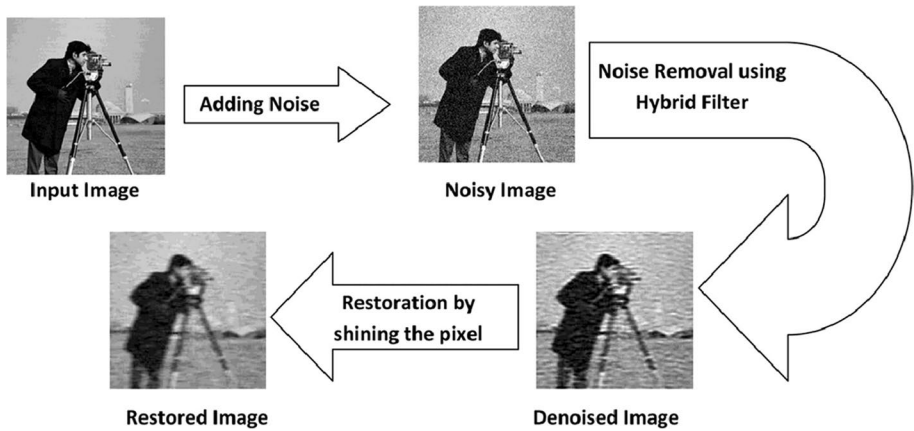 Input Image
Adding Noise
Noisy Image
Noise Removal using
Hybrid Filter
Denoised Image
Restoration by
shining the pixel
Restored Image